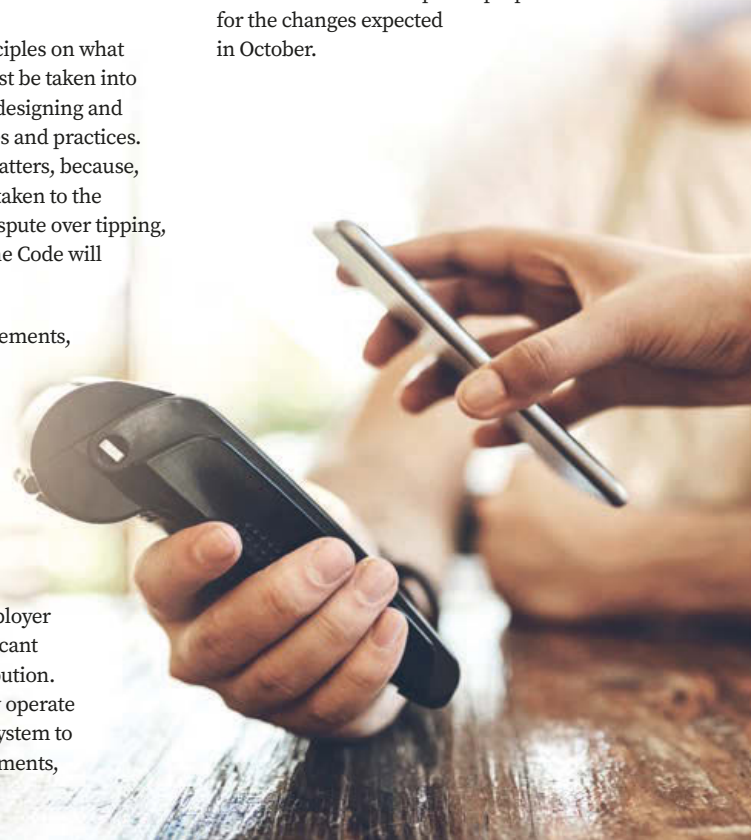 ciples on what
st be taken into
designing and
s and practices.
atters, because,
taken to the
spute over tipping,
e Code will
ements,
ployer
cant
ution.
operate
ystem to
ments,
for the changes expected
in October.